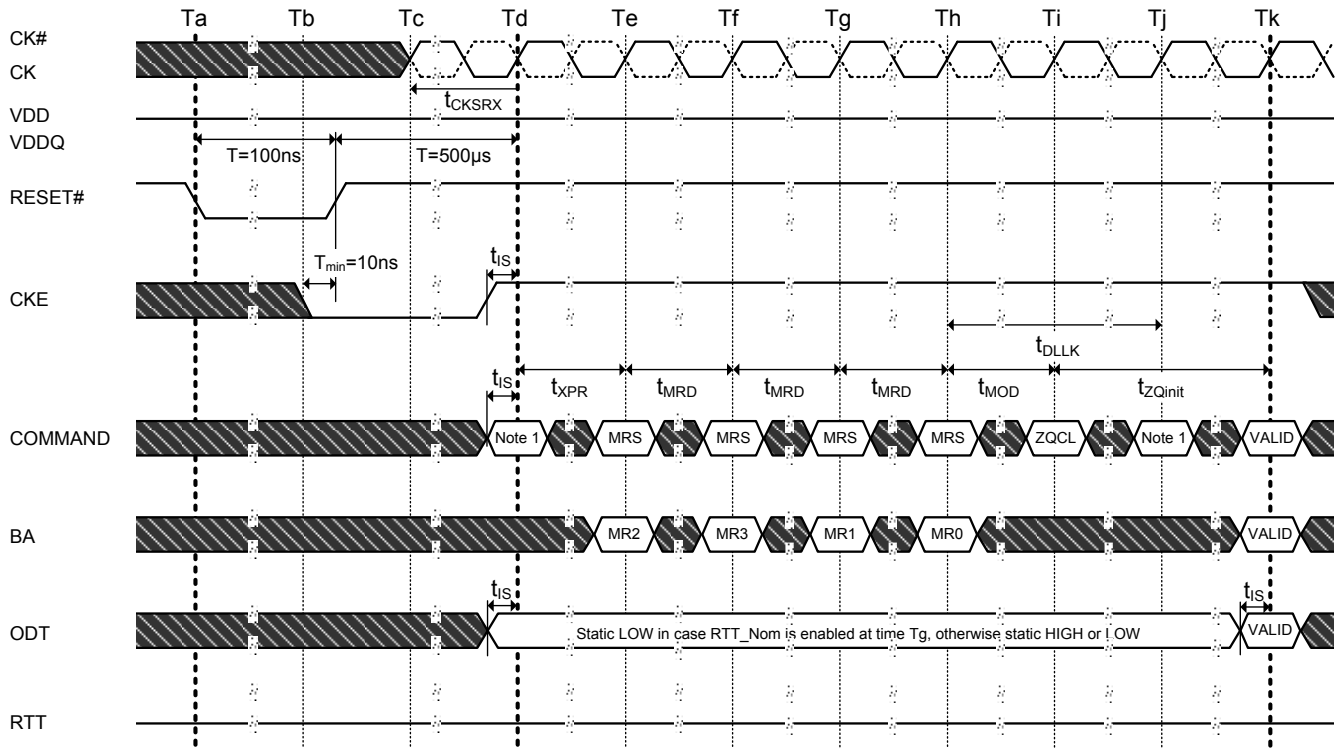 Ta Tb Tc Td Te Tf Tg Th Ti Tj Tk
CK#
CK
tCKSRX
VDD
VDDQ
T=100ns T=500µs
RESET#
Tmin=10ns tIS
CKE
tDLLK
tIS tXPR tMRD tMRD tMRD tMOD tZQinit
COMMAND Note 1 MRS MRS MRS MRS ZQCL Note 1 VALID
BA MR2 MR3 MR1 MR0 VALID
tIS tIS
ODT Static LOW in case RTT_Nom is enabled at time Tg, otherwise static HIGH or LOW VALID
RTT